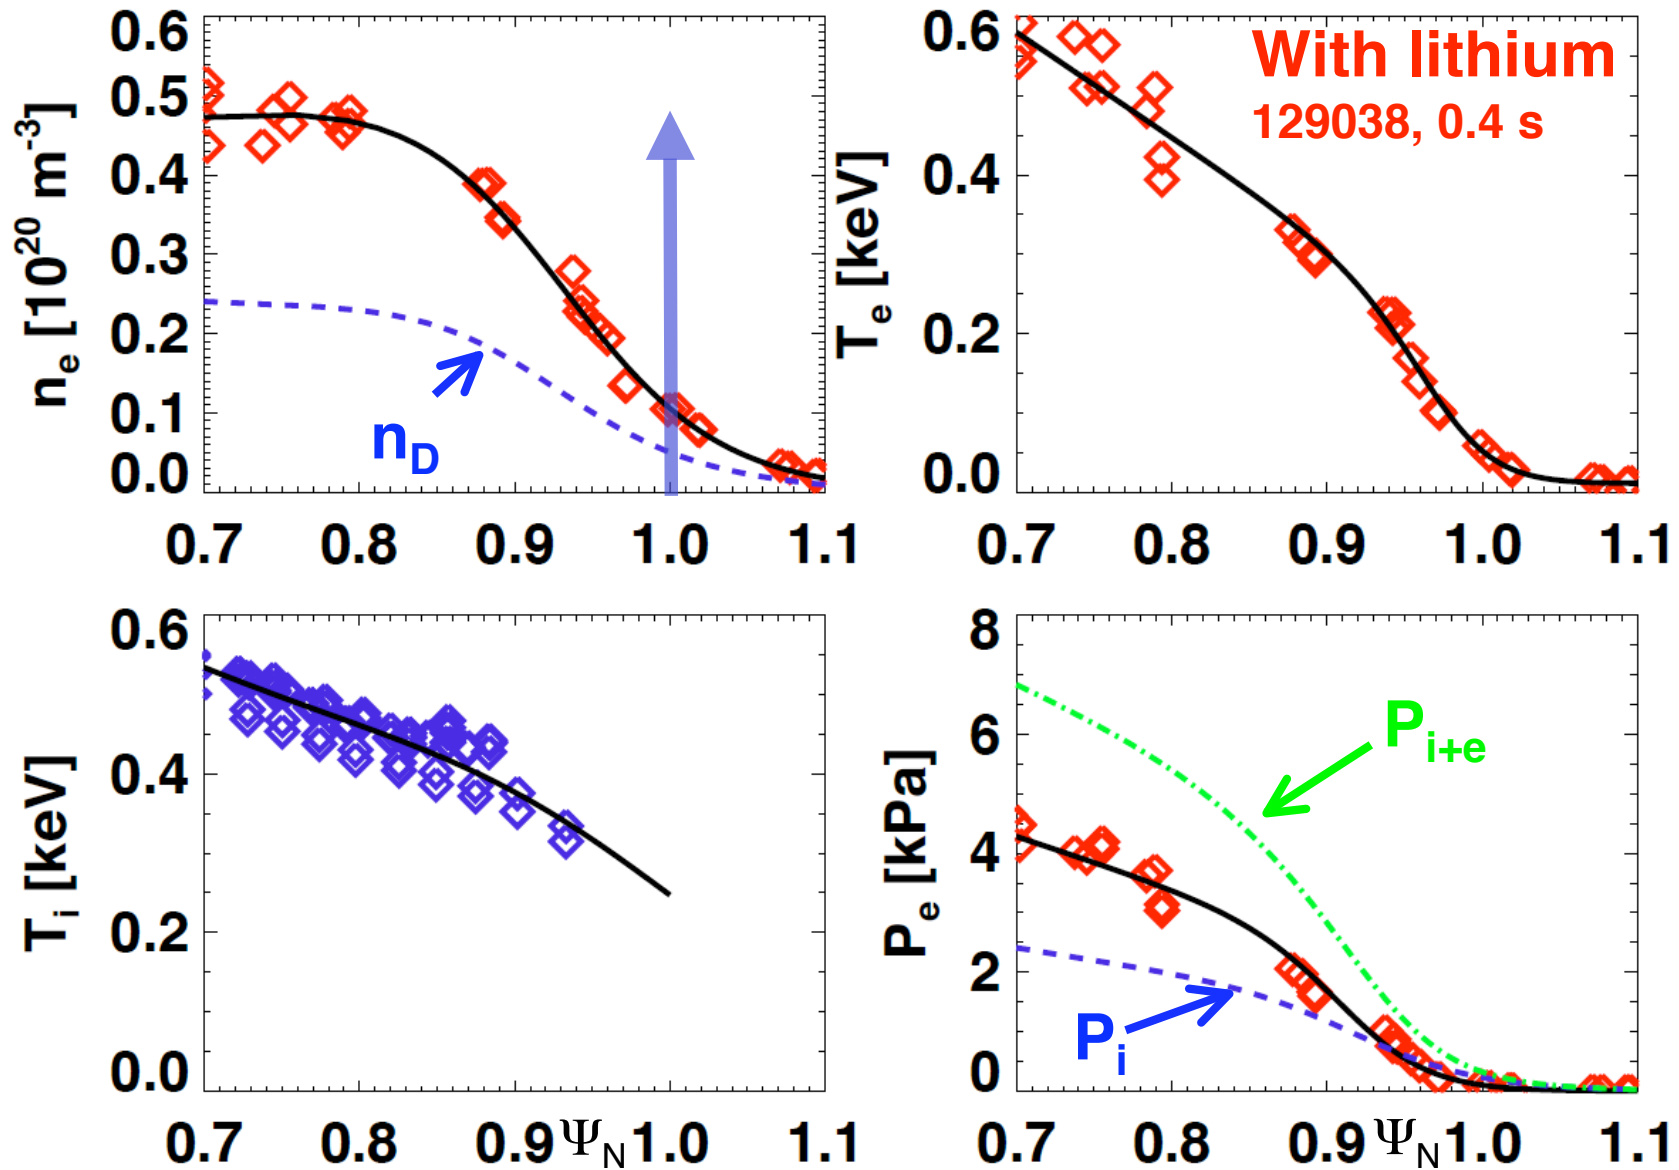 0.6
0.5
0.4
0.3
0.2
0.1
0.0
n_e [10^20 m^-3]
n_D
0.7 0.8 0.9 1.0 1.1
0.6
0.4
0.2
0.0
T_e [keV]
With lithium
129038, 0.4 s
0.7 0.8 0.9 1.0 1.1
0.6
0.4
0.2
0.0
T_i [keV]
0.7 0.8 0.9 Ψ_N 1.0 1.1
8
6
4
2
0
P_e [kPa]
P_i+e
P_i
0.7 0.8 0.9 Ψ_N 1.0 1.1